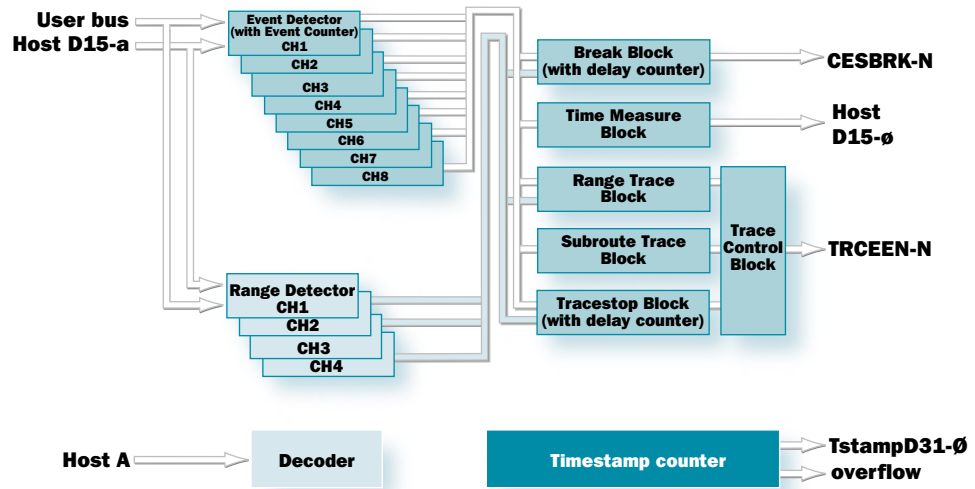 User bus
Host D15-a
Event Detector
(with Event Counter)
CH1
CH2
CH3
CH4
CH5
CH6
CH7
CH8
Break Block
(with delay counter)
CESBRK-N
Time Measure
Block
Host
D15-ø
Range Trace
Block
Subroute Trace
Block
Tracestop Block
(with delay counter)
Trace
Control
Block
TRCEEN-N
Range Detector
CH1
CH2
CH3
CH4
Host A
Decoder
Timestamp counter
TstampD31-Ø
overflow